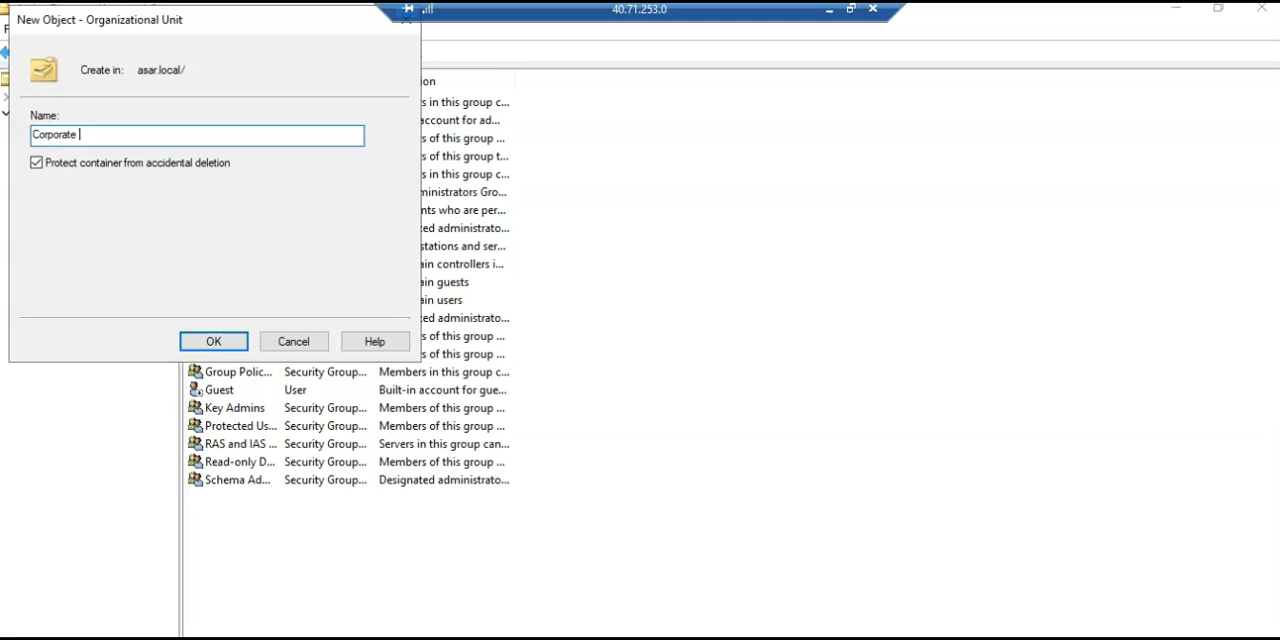 40.71.253.0
New Object - Organizational Unit
Create in: asar.local/
Name:
Corporate
Protect container from accidental deletion
OK Cancel Help
ion
s in this group c...
account for ad...
s of this group ...
s of this group t...
s in this group c...
ministrators Gro...
nts who are per...
ed administrato...
stations and ser...
ain controllers i...
ain guests
ain users
ed administrato...
s of this group ...
s of this group ...
Group Polic... Security Group... Members in this group c...
Guest User Built-in account for gue...
Key Admins Security Group... Members of this group ...
Protected Us... Security Group... Members of this group ...
RAS and IAS ... Security Group... Servers in this group can...
Read-only D... Security Group... Members of this group ...
Schema Ad... Security Group... Designated administrato...